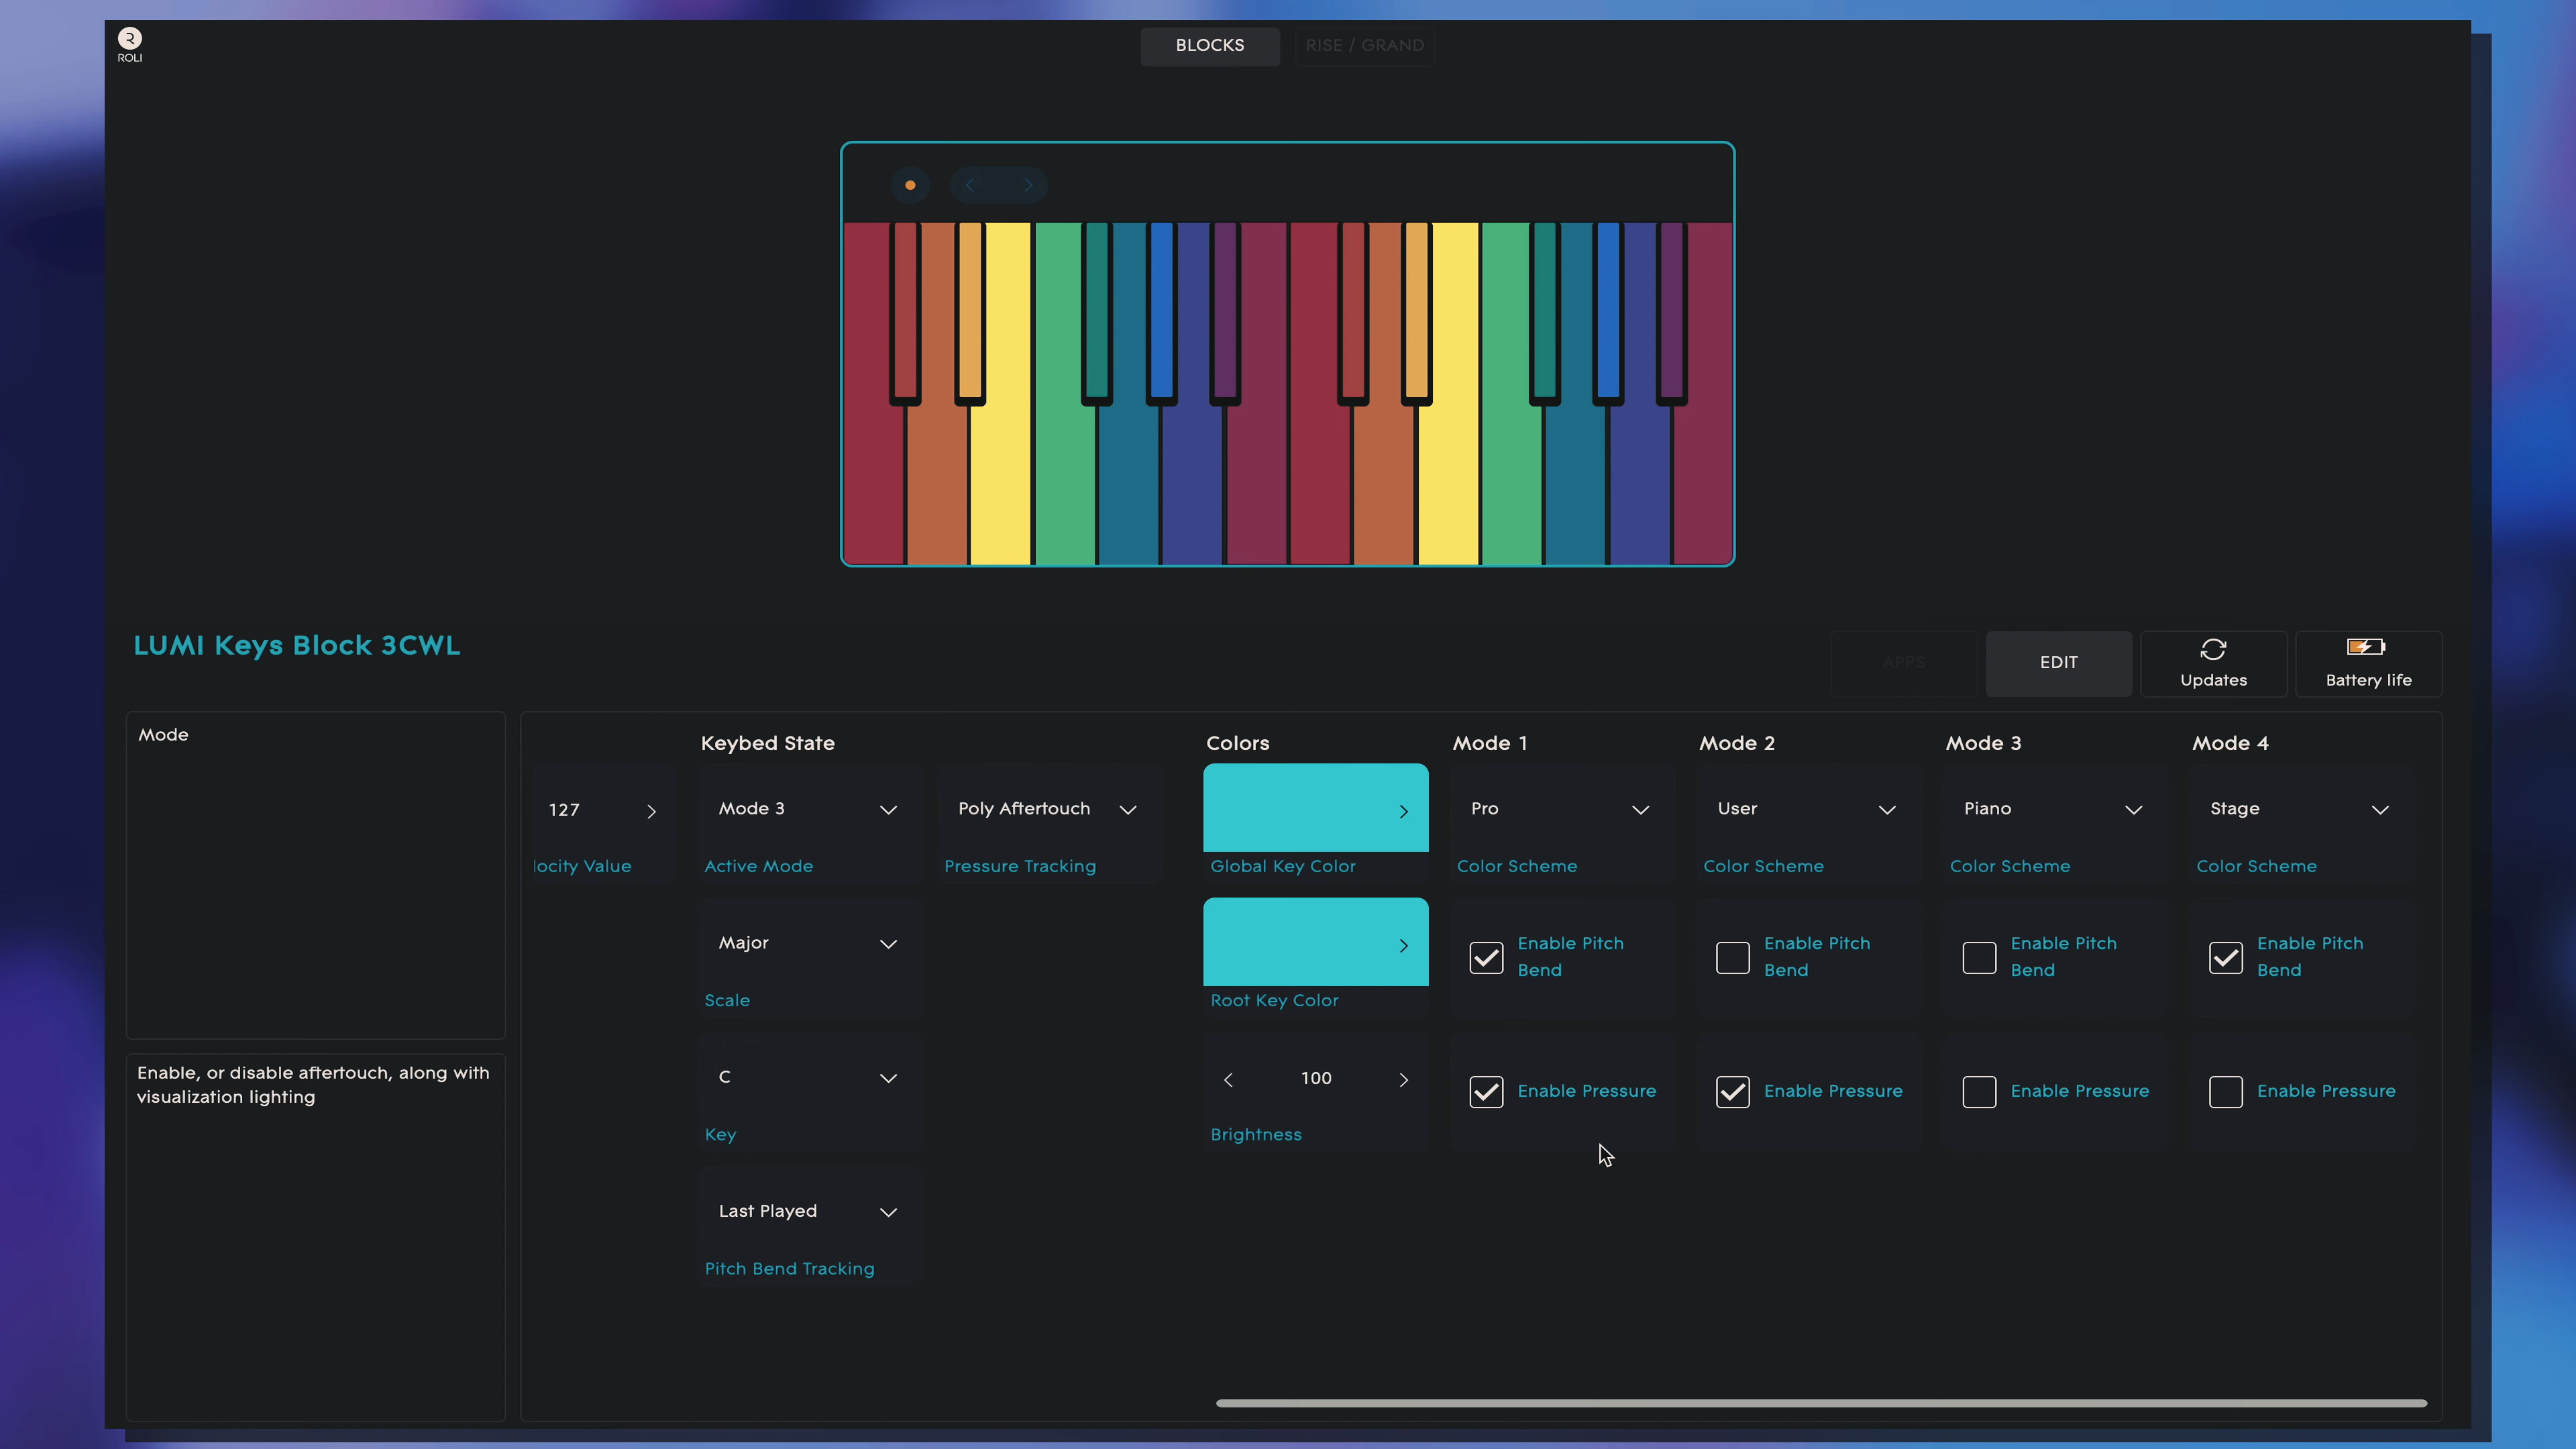 ROLI
BLOCKS
RISE / GRAND
LUMI Keys Block 3CWL
APPS
EDIT
Updates
Battery life
Mode
Enable, or disable aftertouch, along with
visualization lighting
Keybed State
Colors
Mode 1
Mode 2
Mode 3
Mode 4
127
Mode 3
Poly Aftertouch
Pro
User
Piano
Stage
locity Value
Active Mode
Pressure Tracking
Global Key Color
Color Scheme
Color Scheme
Color Scheme
Color Scheme
Major
Enable Pitch
Bend
Enable Pitch
Bend
Enable Pitch
Bend
Enable Pitch
Bend
Scale
Root Key Color
C
100
Enable Pressure
Enable Pressure
Enable Pressure
Enable Pressure
Key
Brightness
Last Played
Pitch Bend Tracking